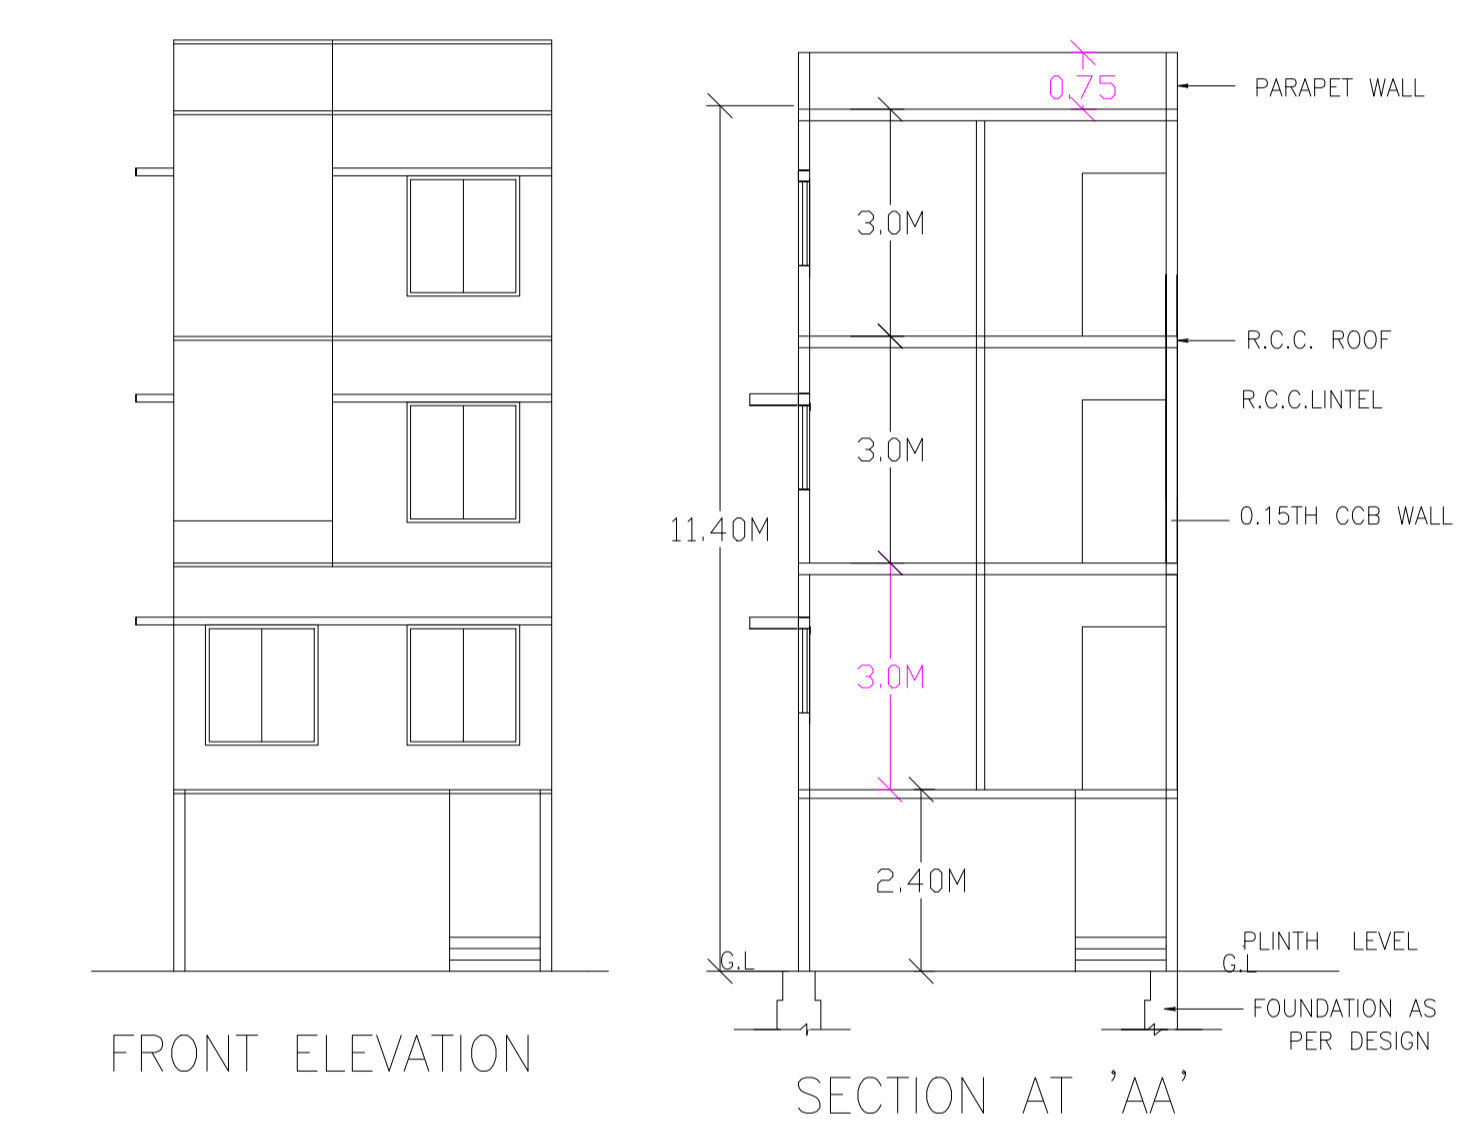 0.75
PARAPET WALL
3.0M
R.C.C. ROOF
R.C.C.LINTEL
3.0M
0.15TH CCB WALL
11.40M
3.0M
2.40M
PLINTH LEVEL
G.L
G.L
FOUNDATION AS
PER DESIGN
FRONT ELEVATION
SECTION AT 'AA'